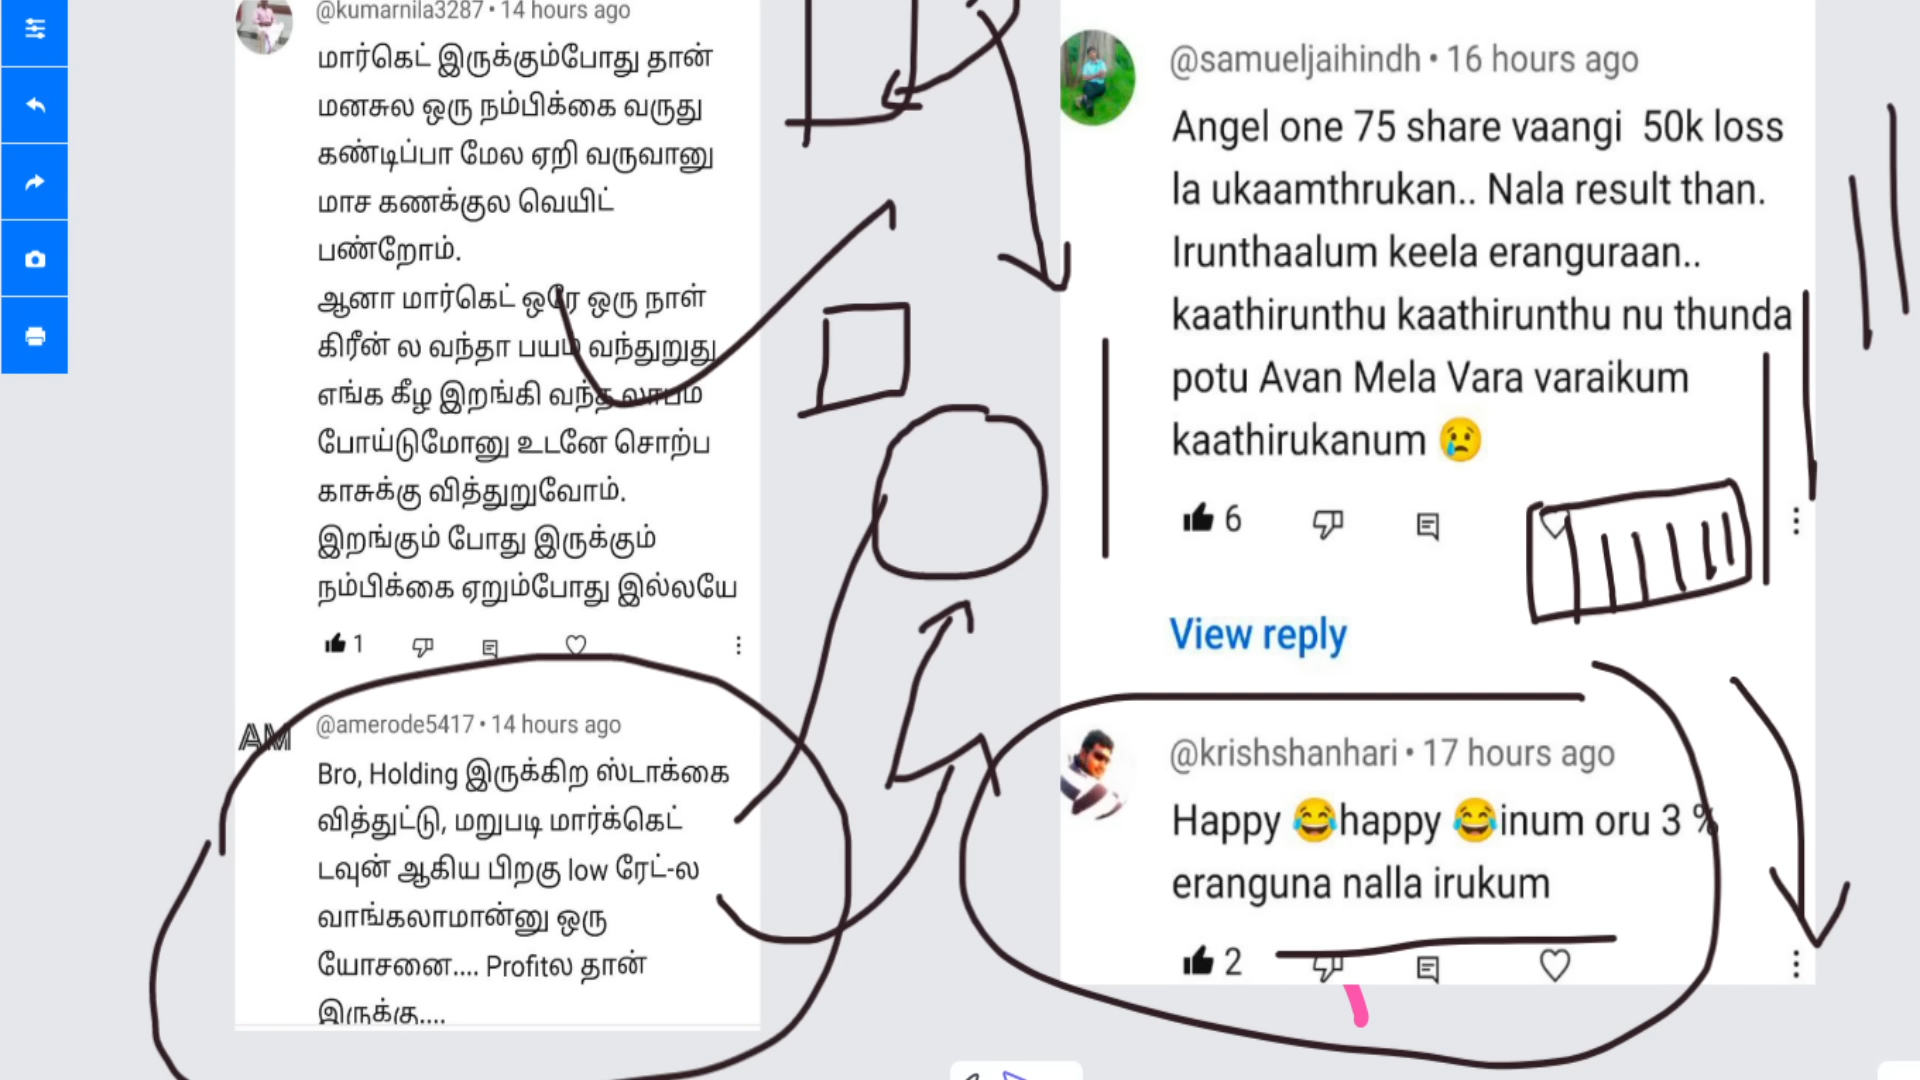 @kumarnila3287 • 14 hours ago
மார்கெட் இருக்கும்போது தான்
மனசுல ஒரு நம்பிக்கை வருது
கண்டிப்பா மேல ஏறி வருவானு
மாச கணக்குல வெயிட்
பண்றோம்.
ஆனா மார்கெட் ஒரே ஒரு நாள்
கிரீன் ல வந்தா பயம் வந்துறுது
எங்க கீழ இறங்கி வந்த லாபம்
போய்டுமோனு உடனே சொற்ப
காசுக்கு வித்துறுவோம்.
இறங்கும் போது இருக்கும்
நம்பிக்கை ஏறும்போது இல்லயே
1
AM
@amerode5417 • 14 hours ago
Bro, Holding இருக்கிற ஸ்டாக்கை
வித்துட்டு, மறுபடி மார்க்கெட்
டவுன் ஆகிய பிறகு low ரேட்-ல
வாங்கலாமான்னு ஒரு
யோசனை.... Profitல தான்
இருக்கு....
@samueljaihindh • 16 hours ago
Angel one 75 share vaangi 50k loss
la ukaamthrukan.. Nala result than.
Irunthaalum keela eranguraan..
kaathirunthu kaathirunthu nu thunda
potu Avan Mela Vara varaikum
kaathirukanum 😢
6
View reply
@krishshanhari • 17 hours ago
Happy 😂happy 😂inum oru 3 %
eranguna nalla irukum
2